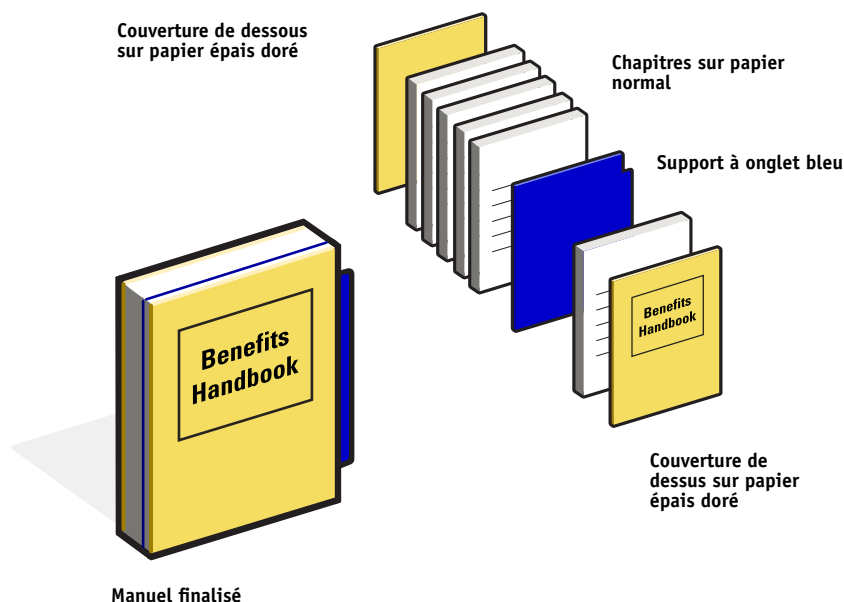 Couverture de dessous
sur papier épais doré
Chapitres sur papier
normal
Support à onglet bleu
Benefits
Handbook
Benefits
Handbook
Couverture de
dessus sur papier
épais doré
Manuel finalisé